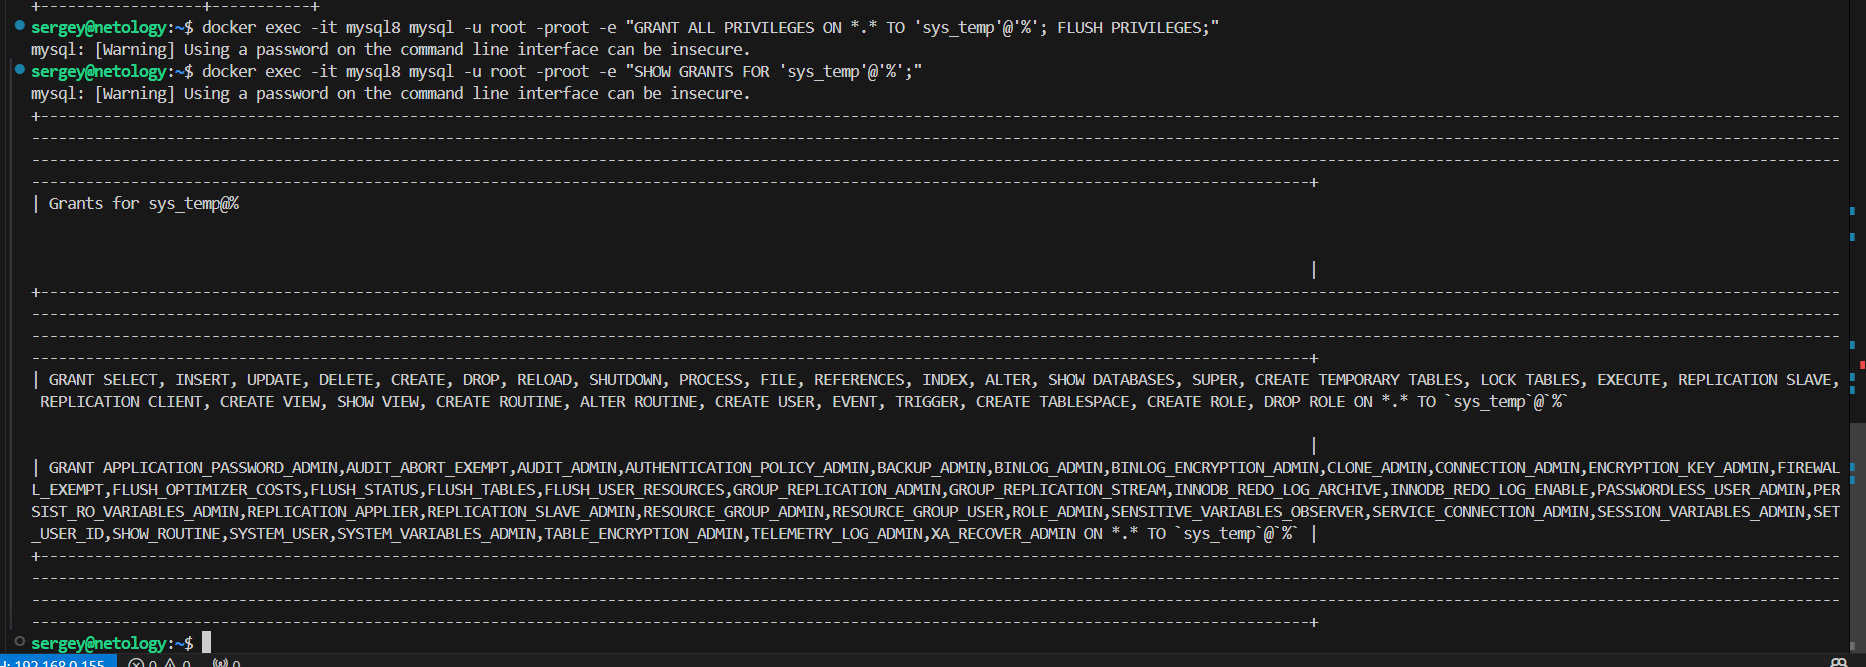 +------------------+-----------+
sergey@netology:~$ docker exec -it mysql8 mysql -u root -proot -e "GRANT ALL PRIVILEGES ON *.* TO 'sys_temp'@'%'; FLUSH PRIVILEGES;"
mysql: [Warning] Using a password on the command line interface can be insecure.
sergey@netology:~$ docker exec -it mysql8 mysql -u root -proot -e "SHOW GRANTS FOR 'sys_temp'@'%';"
mysql: [Warning] Using a password on the command line interface can be insecure.
| Grants for sys_temp@%
|
| GRANT SELECT, INSERT, UPDATE, DELETE, CREATE, DROP, RELOAD, SHUTDOWN, PROCESS, FILE, REFERENCES, INDEX, ALTER, SHOW DATABASES, SUPER, CREATE TEMPORARY TABLES, LOCK TABLES, EXECUTE, REPLICATION SLAVE,
REPLICATION CLIENT, CREATE VIEW, SHOW VIEW, CREATE ROUTINE, ALTER ROUTINE, CREATE USER, EVENT, TRIGGER, CREATE TABLESPACE, CREATE ROLE, DROP ROLE ON *.* TO `sys_temp`@`%`
|
| GRANT APPLICATION_PASSWORD_ADMIN,AUDIT_ABORT_EXEMPT,AUDIT_ADMIN,AUTHENTICATION_POLICY_ADMIN,BACKUP_ADMIN,BINLOG_ADMIN,BINLOG_ENCRYPTION_ADMIN,CLONE_ADMIN,CONNECTION_ADMIN,ENCRYPTION_KEY_ADMIN,FIREWAL
L_EXEMPT,FLUSH_OPTIMIZER_COSTS,FLUSH_STATUS,FLUSH_TABLES,FLUSH_USER_RESOURCES,GROUP_REPLICATION_ADMIN,GROUP_REPLICATION_STREAM,INNODB_REDO_LOG_ARCHIVE,INNODB_REDO_LOG_ENABLE,PASSWORDLESS_USER_ADMIN,PER
SIST_RO_VARIABLES_ADMIN,REPLICATION_APPLIER,REPLICATION_SLAVE_ADMIN,RESOURCE_GROUP_ADMIN,RESOURCE_GROUP_USER,ROLE_ADMIN,SENSITIVE_VARIABLES_OBSERVER,SERVICE_CONNECTION_ADMIN,SESSION_VARIABLES_ADMIN,SET
_USER_ID,SHOW_ROUTINE,SYSTEM_USER,SYSTEM_VARIABLES_ADMIN,TABLE_ENCRYPTION_ADMIN,TELEMETRY_LOG_ADMIN,XA_RECOVER_ADMIN ON *.* TO `sys_temp`@`%` |
sergey@netology:~$
H: 192.168.0.155 0 0 0